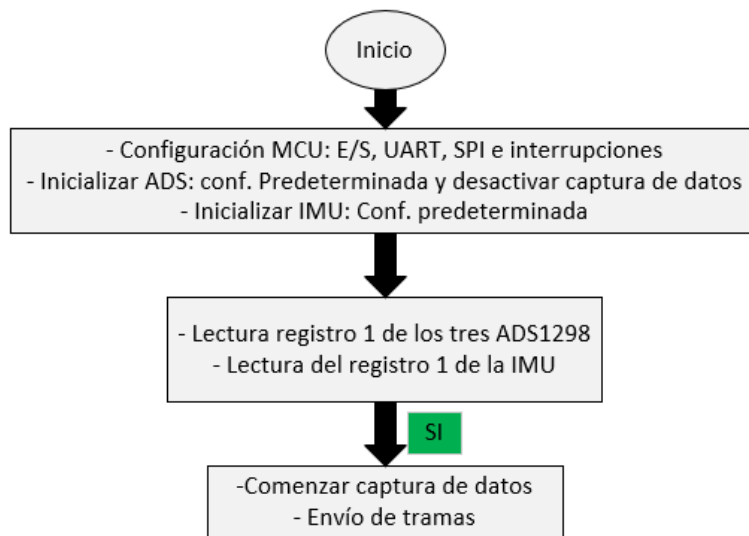 Inicio
- Configuración MCU: E/S, UART, SPI e interrupciones
- Inicializar ADS: conf. Predeterminada y desactivar captura de datos
- Inicializar IMU: Conf. predeterminada
- Lectura registro 1 de los tres ADS1298
- Lectura del registro 1 de la IMU
SI
-Comenzar captura de datos
- Envío de tramas